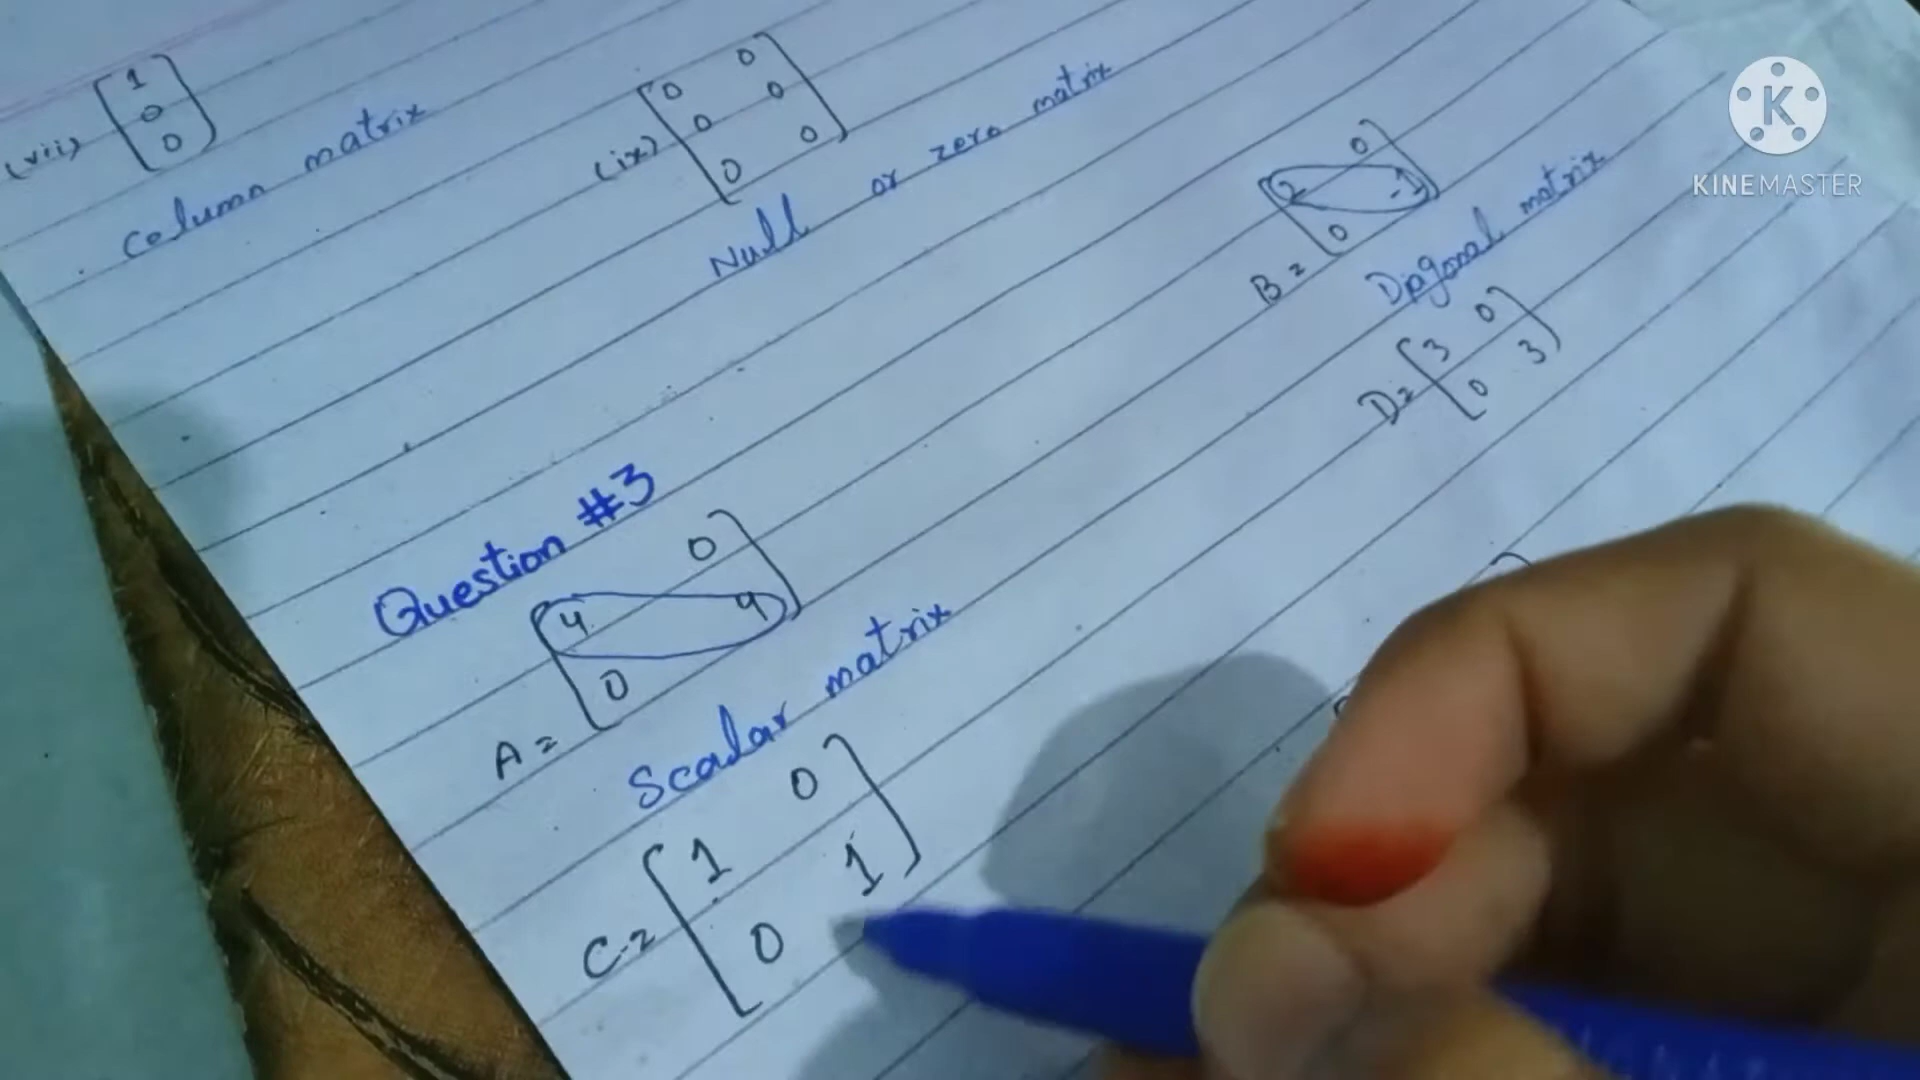 (vii) [1
0
0]
Column matrix
(ix) [0 0
0 0
0 0]
Null or zero matrix
Question #3
A = [4 0
0 4]
Scalar matrix
B = [2 0
0 -1]
Diagonal matrix
C = [1 0
0 1]
D = [3 0
0 3]
KINEMASTER